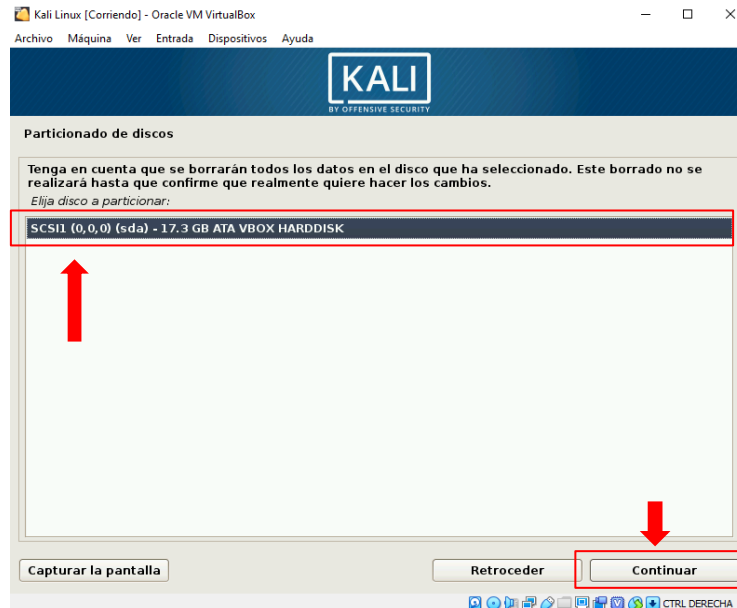 Kali Linux [Corriendo] - Oracle VM VirtualBox
Archivo Máquina Ver Entrada Dispositivos Ayuda
KALI
BY OFFENSIVE SECURITY
Particionado de discos
Tenga en cuenta que se borrarán todos los datos en el disco que ha seleccionado. Este borrado no se
realizará hasta que confirme que realmente quiere hacer los cambios.
Elija disco a particionar:
SCSI1 (0,0,0) (sda) - 17.3 GB ATA VBOX HARDDISK
Capturar la pantalla
Retroceder
Continuar
CTRL DERECHA